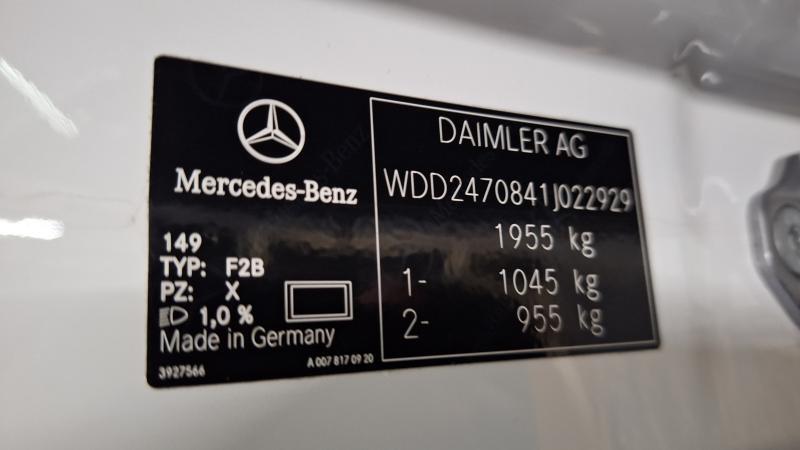 Mercedes-Benz
149
TYP: F2B
PZ: X
1,0 %
Made in Germany
3927566
A 007 817 09 20
DAIMLER AG
WDD2470841J022929
1955 kg
1- 1045 kg
2- 955 kg